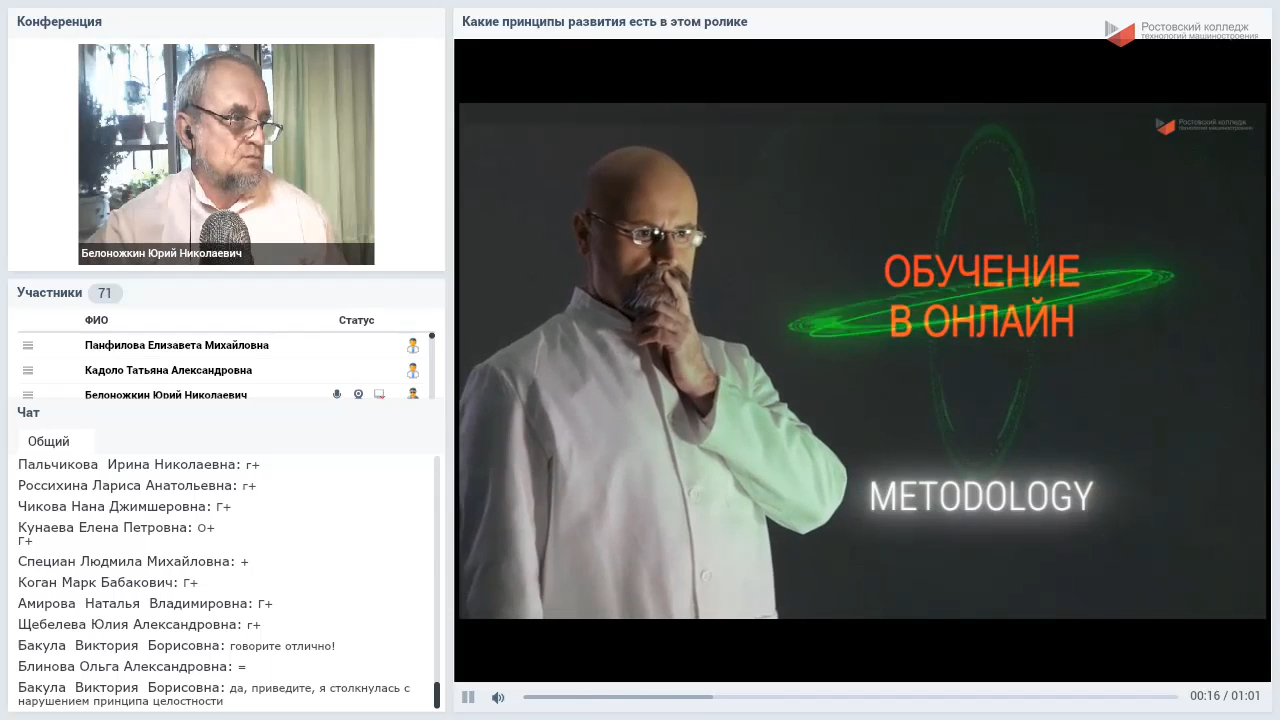 Конференция
Белоножкин Юрий Николаевич
Участники 71
ФИО Статус
Панфилова Елизавета Михайловна
Кадоло Татьяна Александровна
Белоножкин Юрий Николаевич
Чат
Общий
Пальчикова Ирина Николаевна: г+
Россихина Лариса Анатольевна: г+
Чикова Нана Джимшеровна: Г+
Кунаева Елена Петровна: О+
Г+
Специан Людмила Михайловна: +
Коган Марк Бабакович: Г+
Амирова Наталья Владимировна: Г+
Щебелева Юлия Александровна: г+
Бакула Виктория Борисовна: говорите отлично!
Блинова Ольга Александровна: =
Бакула Виктория Борисовна: да, приведите, я столкнулась с
нарушением принципа целостности
Какие принципы развития есть в этом ролике
Ростовский колледж
технологий машиностроения
Ростовский колледж
технологий машиностроения
ОБУЧЕНИЕ
В ОНЛАЙН
METODOLOGY
00:16 / 01:01